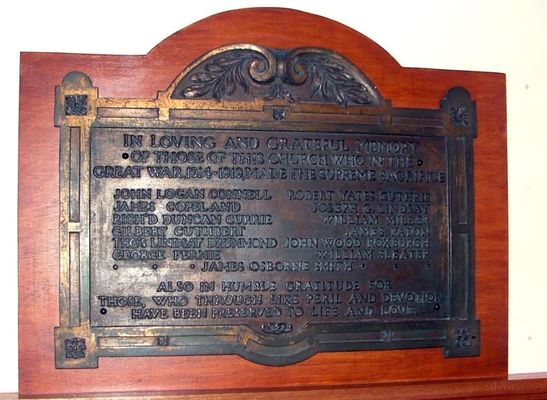 IN LOVING AND GRATEFUL MEMORY
OF THOSE OF THIS CHURCH WHO IN THE
GREAT WAR, 1914-1919, MADE THE SUPREME SACRIFICE
JOHN LOGAN CONNELL ROBERT YATES GUTHRIE
JAMES COPELAND JOSEPH G. LINDSAY
RICHD DUNCAN CURRIE WILLIAM MILLER
GILBERT CUTHBERT JAMES PATON
THOS LINDSAY DRUMMOND JOHN WOOD ROXBURGH
GEORGE FERNIE WILLIAM SLEATER
JAMES OSBORNE SMITH
ALSO IN HUMBLE GRATITUDE FOR
THOSE, WHO THROUGH LIKE PERIL AND DEVOTION
HAVE BEEN PRESERVED TO LIFE AND LOVE.